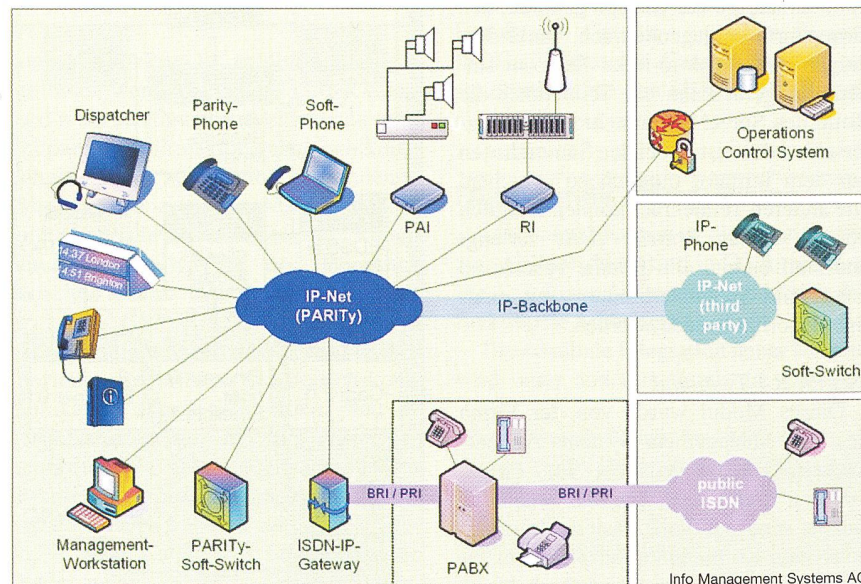 Dispatcher
Parity-
Phone
Soft-
Phone
PAI
RI
Operations
Control System
14:37 London
14:51 Brighton
IP-Net
(PARITy)
IP-Backbone
IP-
Phone
IP-Net
(third
party)
Soft-Switch
Management-
Workstation
PARITy-
Soft-Switch
ISDN-IP-
Gateway
BRI / PRI
PABX
BRI / PRI
public
ISDN
Info Management Systems AG